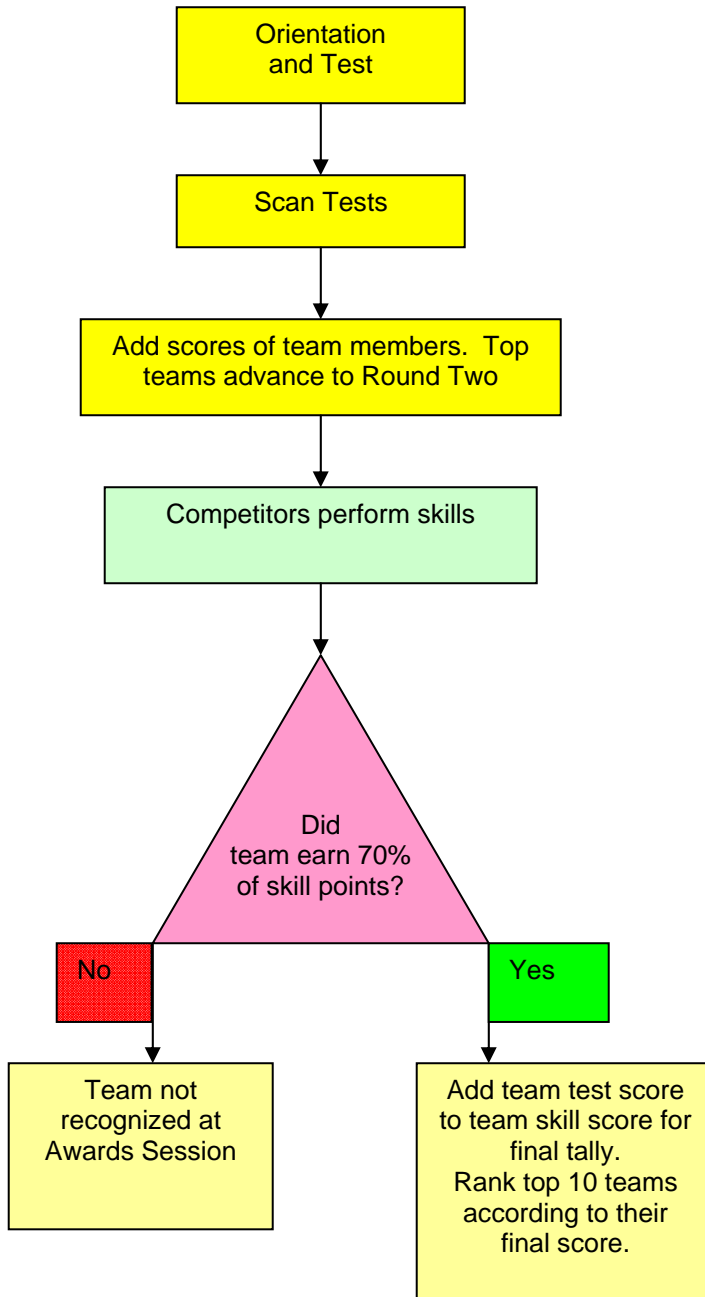 Orientation
and Test
Scan Tests
Add scores of team members.  Top
teams advance to Round Two
Competitors perform skills
Did
team earn 70%
of skill points?
No
Yes
Team not
recognized at
Awards Session
Add team test score
to team skill score for
final tally.
Rank top 10 teams
according to their
final score.